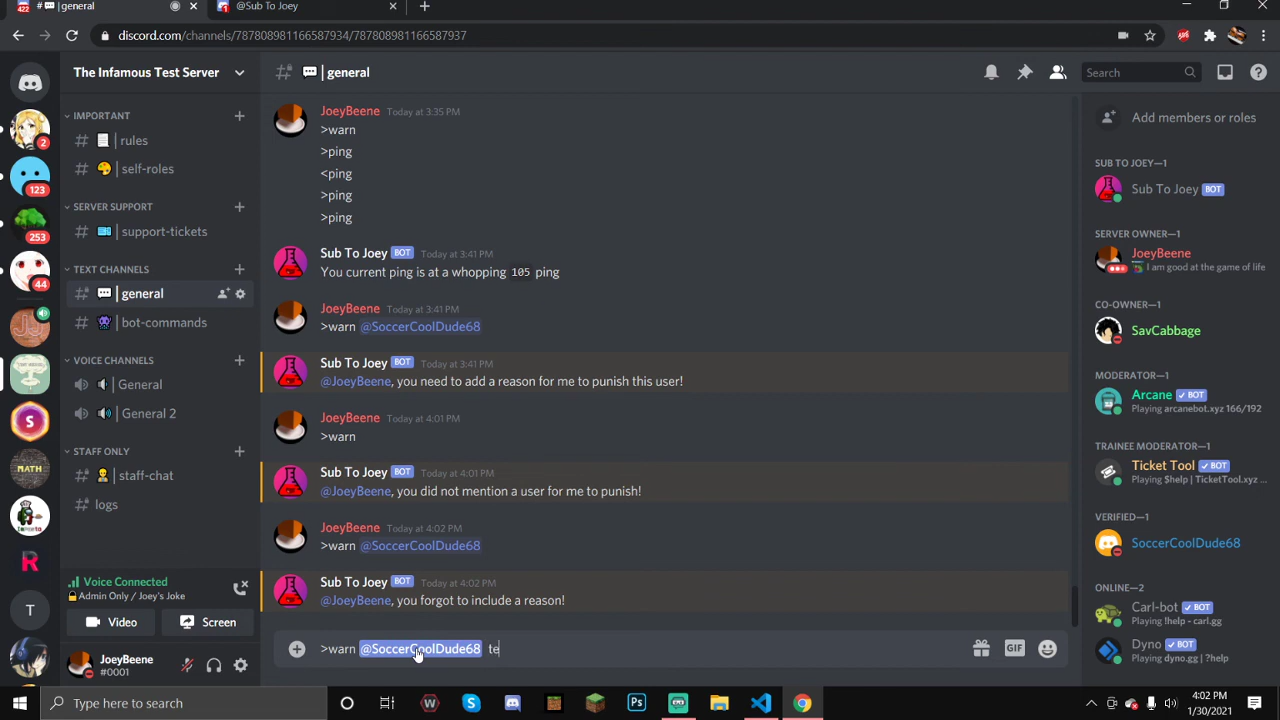 422 # | general
@Sub To Joey
discord.com/channels/787808981166587934/787808981166587937
The Infamous Test Server
| general
Search
IMPORTANT
| rules
| self-roles
SERVER SUPPORT
| support-tickets
TEXT CHANNELS
| general
| bot-commands
VOICE CHANNELS
| General
| General 2
STAFF ONLY
| staff-chat
logs
2
123
253
44
MATH
T
Voice Connected
Admin Only / Joey's Joke
Video
Screen
JoeyBeene
#0001
JoeyBeene Today at 3:35 PM
>warn
>ping
<ping
>ping
>ping
Sub To Joey BOT Today at 3:41 PM
You current ping is at a whopping 105 ping
JoeyBeene Today at 3:41 PM
>warn @SoccerCoolDude68
Sub To Joey BOT Today at 3:41 PM
@JoeyBeene, you need to add a reason for me to punish this user!
JoeyBeene Today at 4:01 PM
>warn
Sub To Joey BOT Today at 4:01 PM
@JoeyBeene, you did not mention a user for me to punish!
JoeyBeene Today at 4:02 PM
>warn @SoccerCoolDude68
Sub To Joey BOT Today at 4:02 PM
@JoeyBeene, you forgot to include a reason!
>warn @SoccerCoolDude68 te
GIF
Add members or roles
SUB TO JOEY—1
Sub To Joey BOT
SERVER OWNER—1
JoeyBeene
I am good at the game of life
CO-OWNER—1
SavCabbage
MODERATOR—1
Arcane BOT
Playing arcanebot.xyz 166/192
TRAINEE MODERATOR—1
Ticket Tool BOT
Playing $help | TicketTool.xyz ...
VERIFIED—1
SoccerCoolDude68
ONLINE—2
Carl-bot BOT
Playing !help - carl.gg
Dyno BOT
Playing dyno.gg | ?help
Type here to search
4:02 PM
1/30/2021